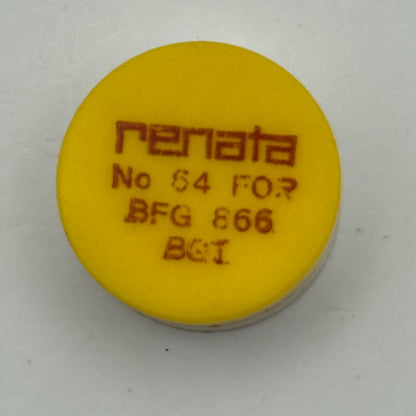 renata
No 64 FOR
BFG 866
BGI